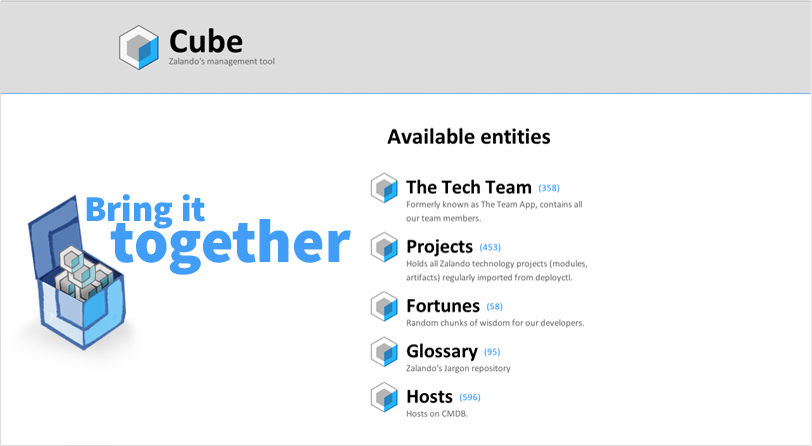 Cube
Zalando's management tool
Available entities
Bring it
together
The Tech Team (358)
Formerly known as The Team App, contains all
our team members.
Projects (453)
Holds all Zalando technology projects (modules,
artifacts) regularly imported from deployctl.
Fortunes (58)
Random chunks of wisdom for our developers.
Glossary (95)
Zalando's Jargon repository
Hosts (596)
Hosts on CMDB.